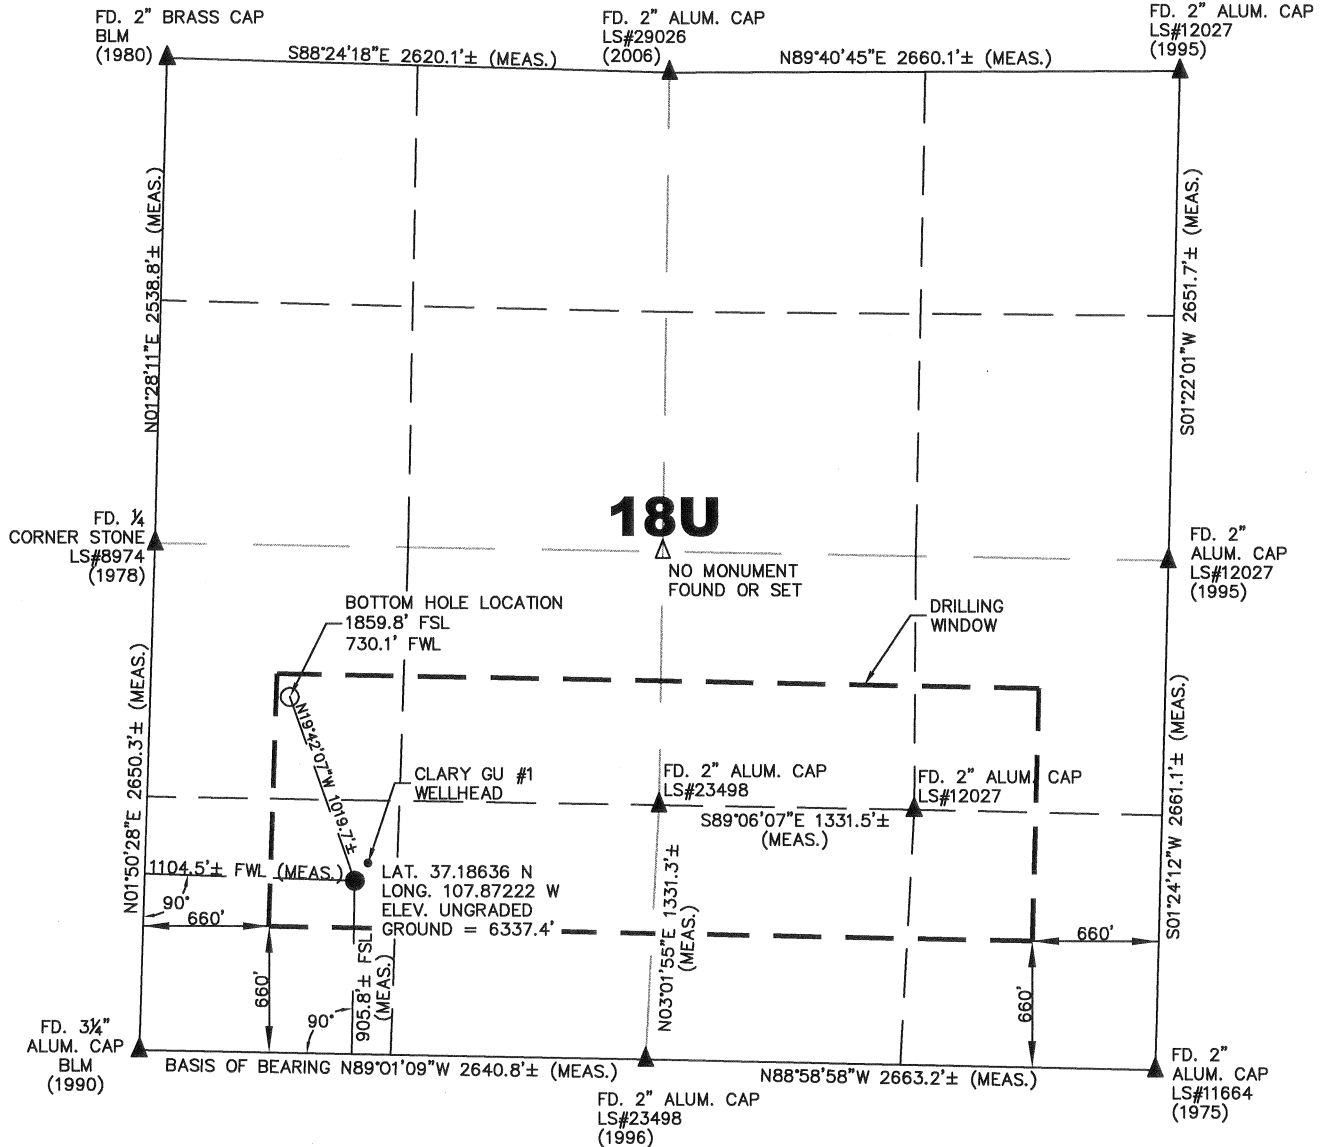 FD. 2" BRASS CAP
BLM
(1980)
FD. 2" ALUM. CAP
LS#29026
(2006)
FD. 2" ALUM. CAP
LS#12027
(1995)
S88°24'18"E 2620.1'± (MEAS.)
N89°40'45"E 2660.1'± (MEAS.)
N01°28'11"E 2538.8'± (MEAS.)
S01°22'01"W 2651.7'± (MEAS.)
18U
NO MONUMENT
FOUND OR SET
FD. ¼
CORNER STONE
LS#8974
(1978)
FD. 2"
ALUM. CAP
LS#12027
(1995)
BOTTOM HOLE LOCATION
1859.8' FSL
730.1' FWL
DRILLING
WINDOW
N01°50'28"E 2650.3'± (MEAS.)
N19°42'07"W 1019.7'±
CLARY GU #1
WELLHEAD
FD. 2" ALUM. CAP
LS#23498
FD. 2" ALUM. CAP
LS#12027
S89°06'07"E 1331.5'±
(MEAS.)
S01°24'12"W 2661.1'± (MEAS.)
1104.5'± FWL (MEAS.)
90°
660'
LAT. 37.18636 N
LONG. 107.87222 W
ELEV. UNGRADED
GROUND = 6337.4'
N03°01'55"E 1331.3'±
(MEAS.)
660'
660'
90°
905.8'± FSL
(MEAS.)
660'
FD. 3¼"
ALUM. CAP
BLM
(1990)
BASIS OF BEARING N89°01'09"W 2640.8'± (MEAS.)
N88°58'58"W 2663.2'± (MEAS.)
FD. 2" ALUM. CAP
LS#23498
(1996)
FD. 2"
ALUM. CAP
LS#11664
(1975)